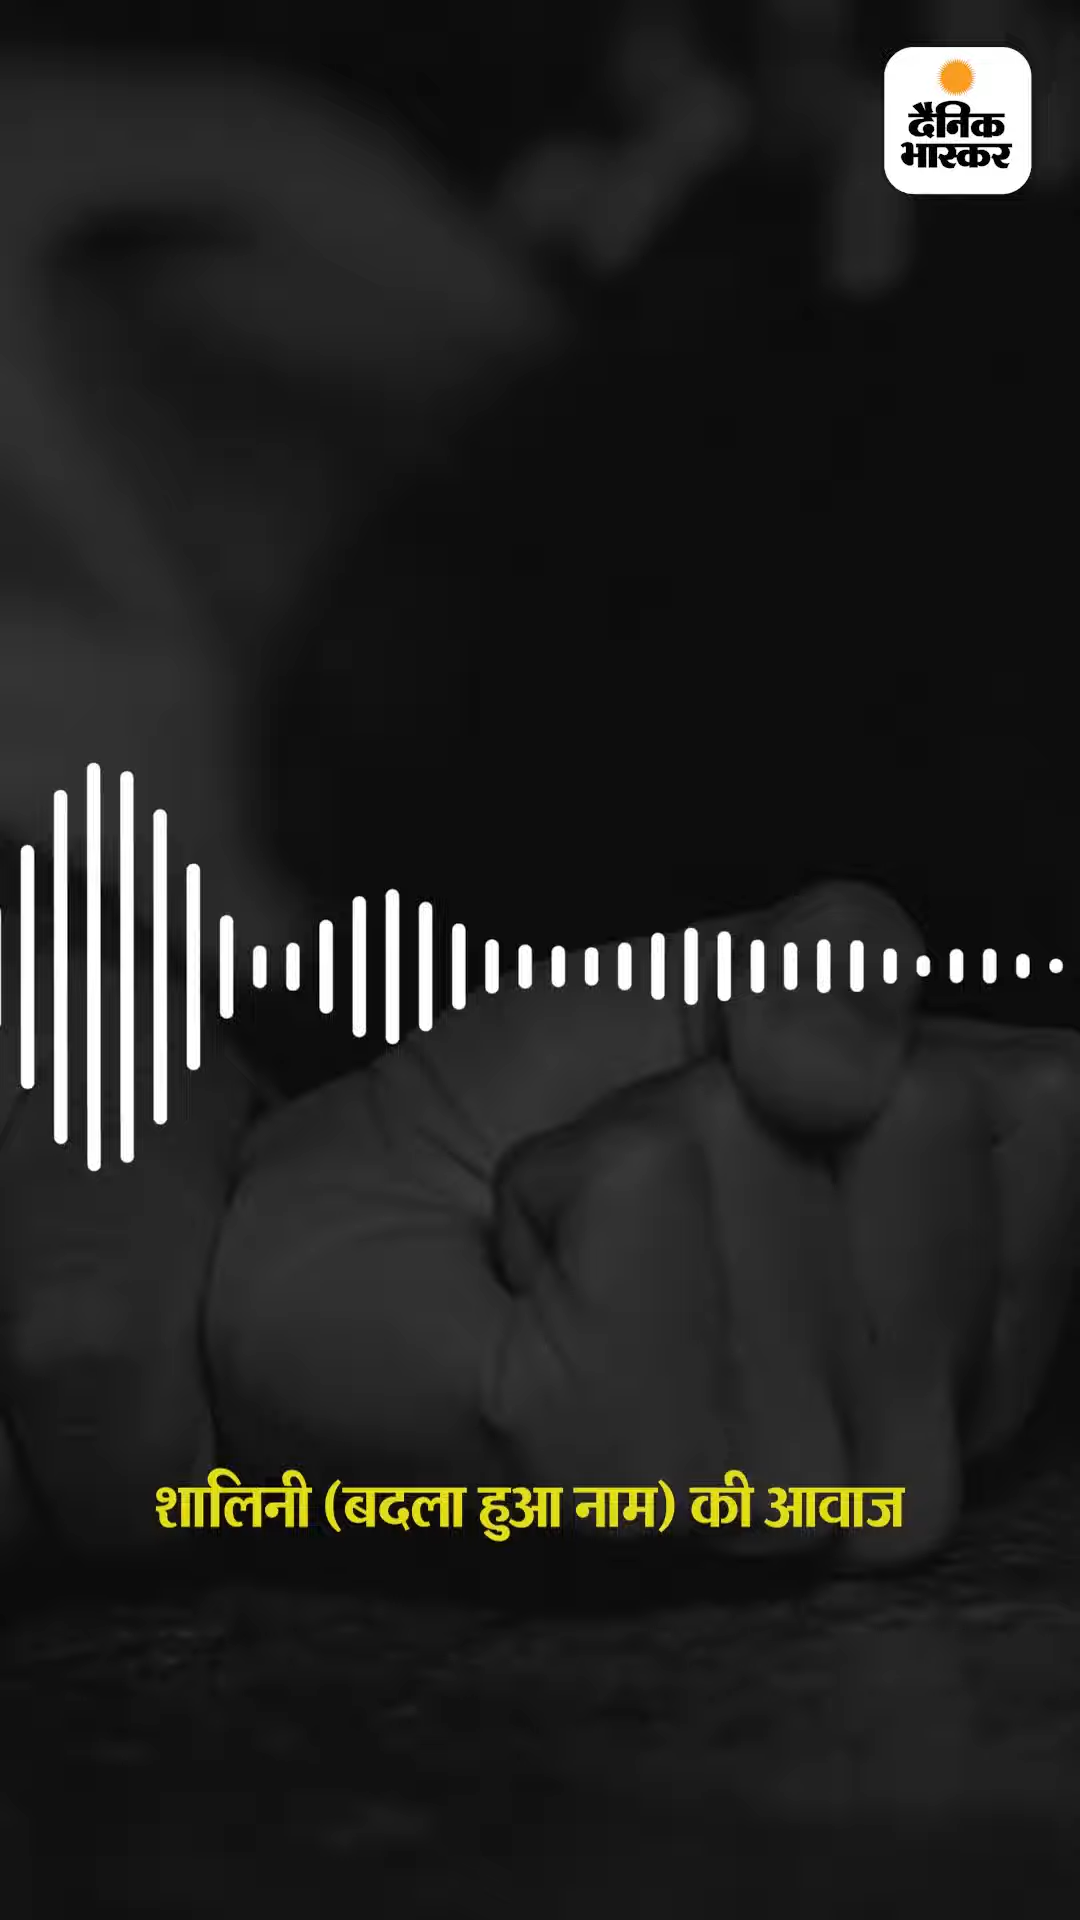 दैनिक
भास्कर
शालिनी (बदला हुआ नाम) की आवाज